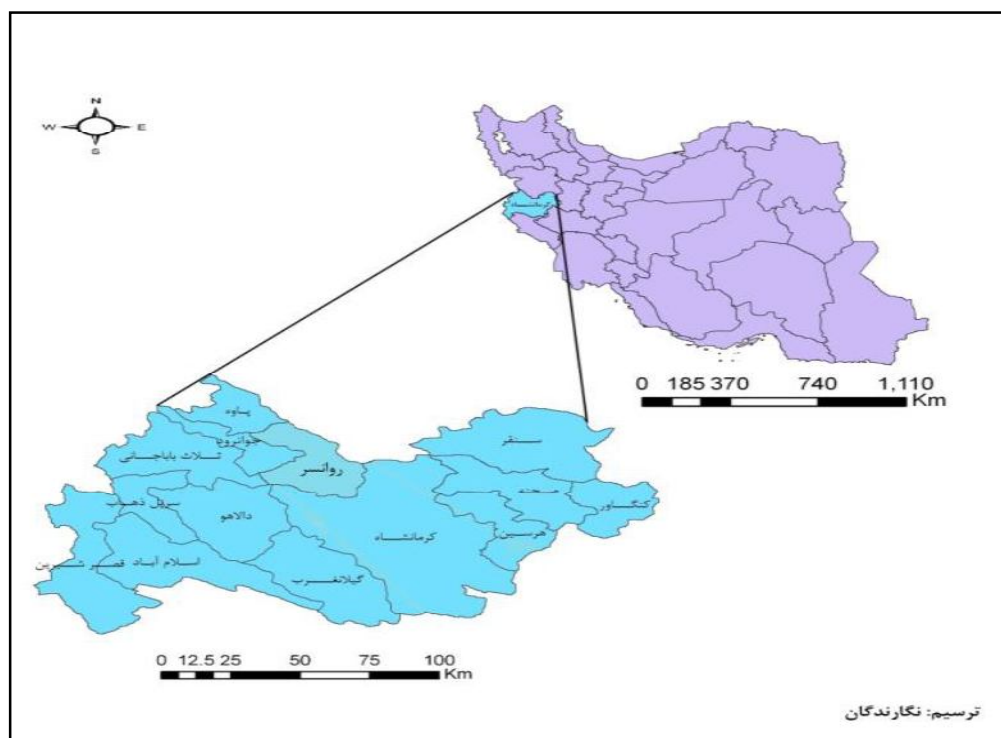 N
W E
S
کرمانشاه
0 185 370 740 1,110
Km
پاوه
سنقر
جوانرود
ثلاث باباجانی
روانسر
صحنه
کنگاور
سرپل ذهاب
دالاهو
هرسین
کرمانشاه
قصر شیرین
اسلام آباد
گیلانغرب
0 12.5 25 50 75 100
Km
ترسیم: نگارندگان